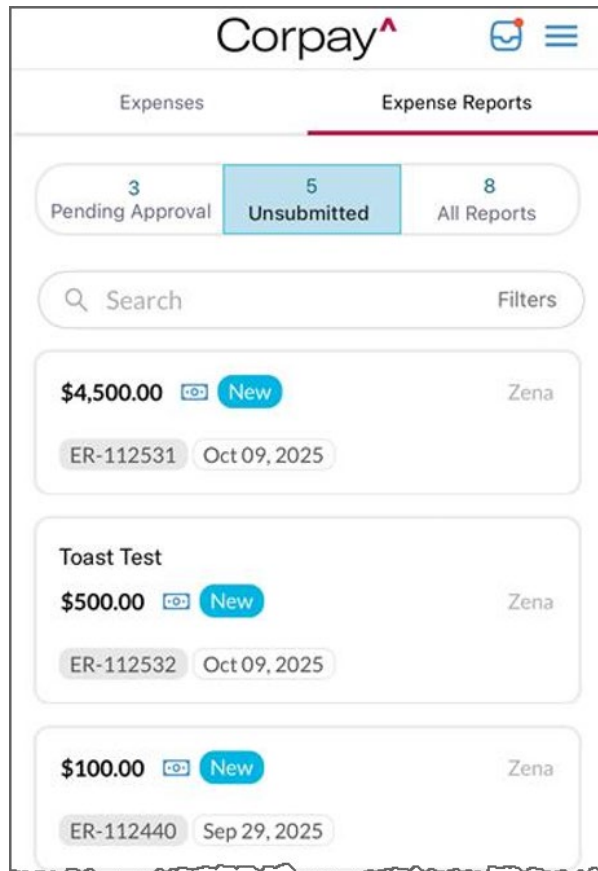 Corpay^
Expenses Expense Reports
3 5 8
Pending Approval Unsubmitted All Reports
Search Filters
$4,500.00 New Zena
ER-112531 Oct 09, 2025
Toast Test
$500.00 New Zena
ER-112532 Oct 09, 2025
$100.00 New Zena
ER-112440 Sep 29, 2025